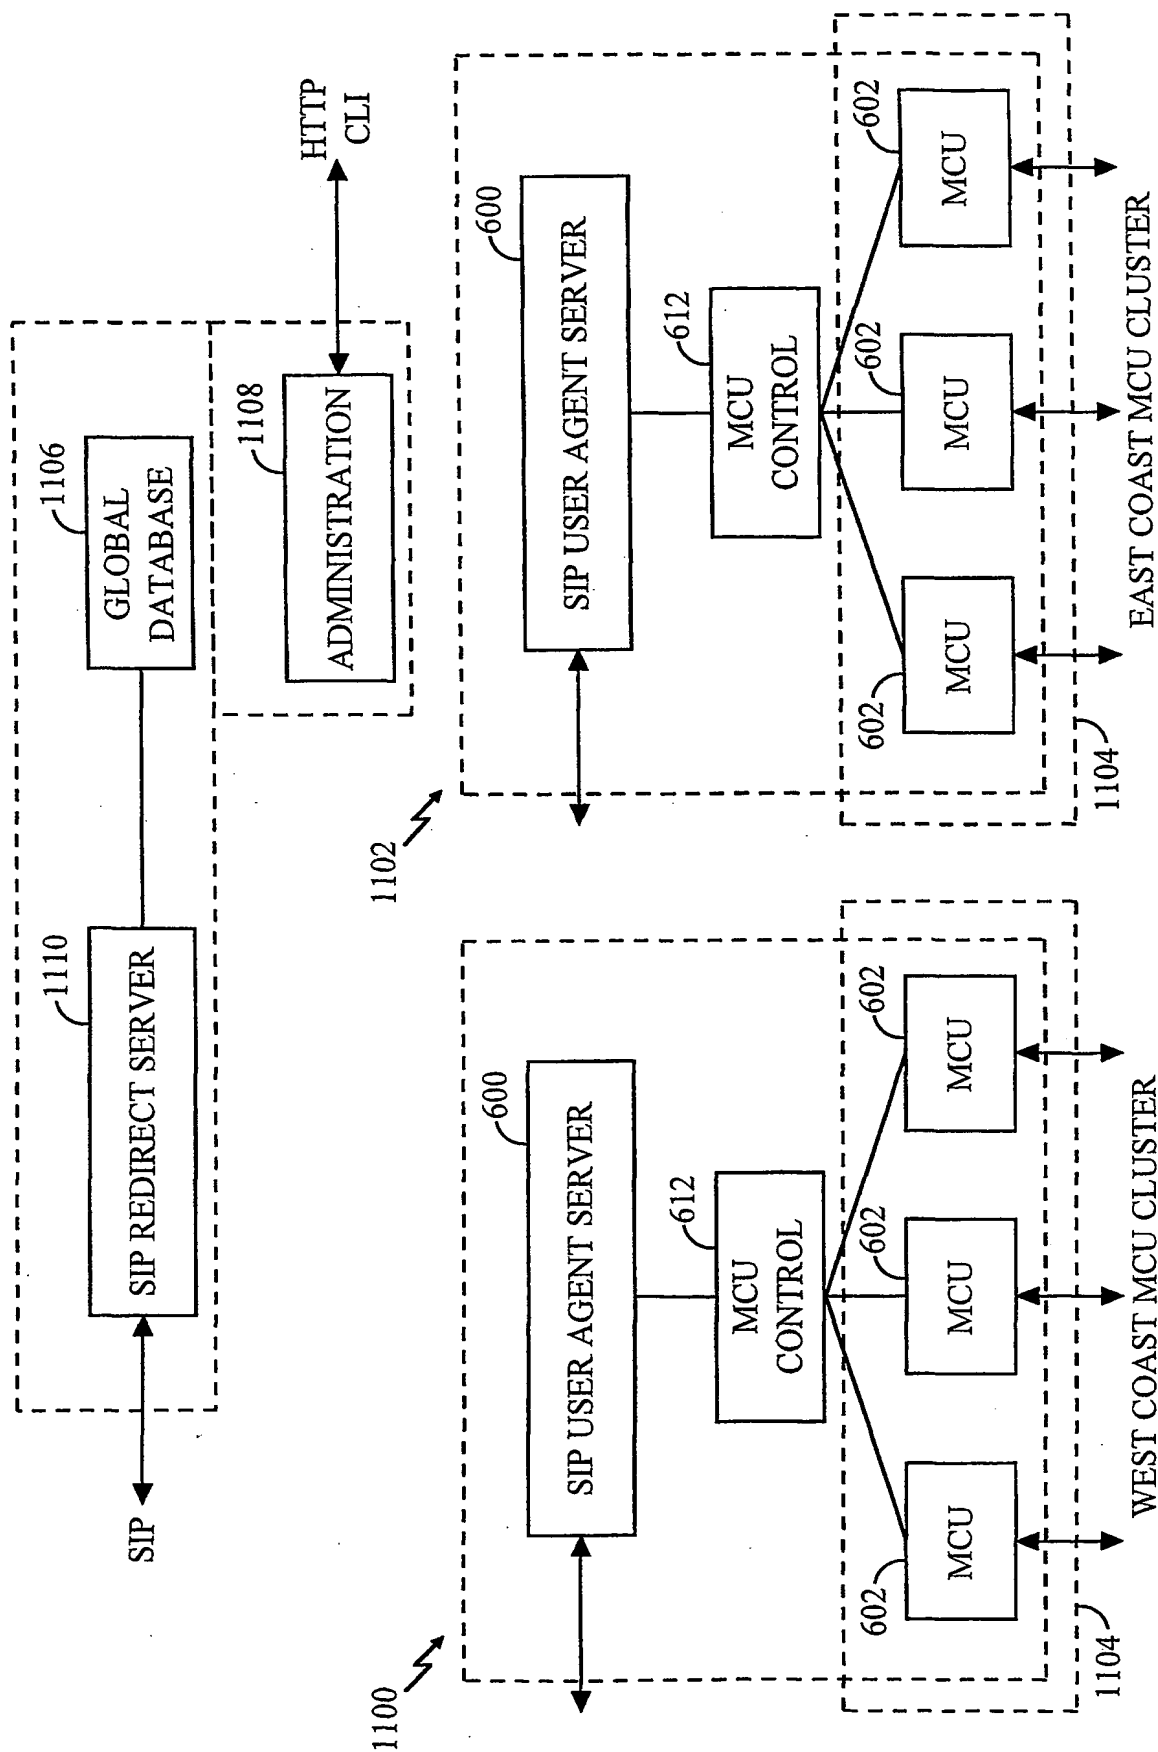 SIP
1110
SIP REDIRECT SERVER
1106
GLOBAL
DATABASE
1108
ADMINISTRATION
HTTP
CLI
1100
600
SIP USER AGENT SERVER
612
MCU
CONTROL
602
MCU
602
MCU
602
MCU
1104
WEST COAST MCU CLUSTER
1102
600
SIP USER AGENT SERVER
612
MCU
CONTROL
602
MCU
602
MCU
602
MCU
1104
EAST COAST MCU CLUSTER